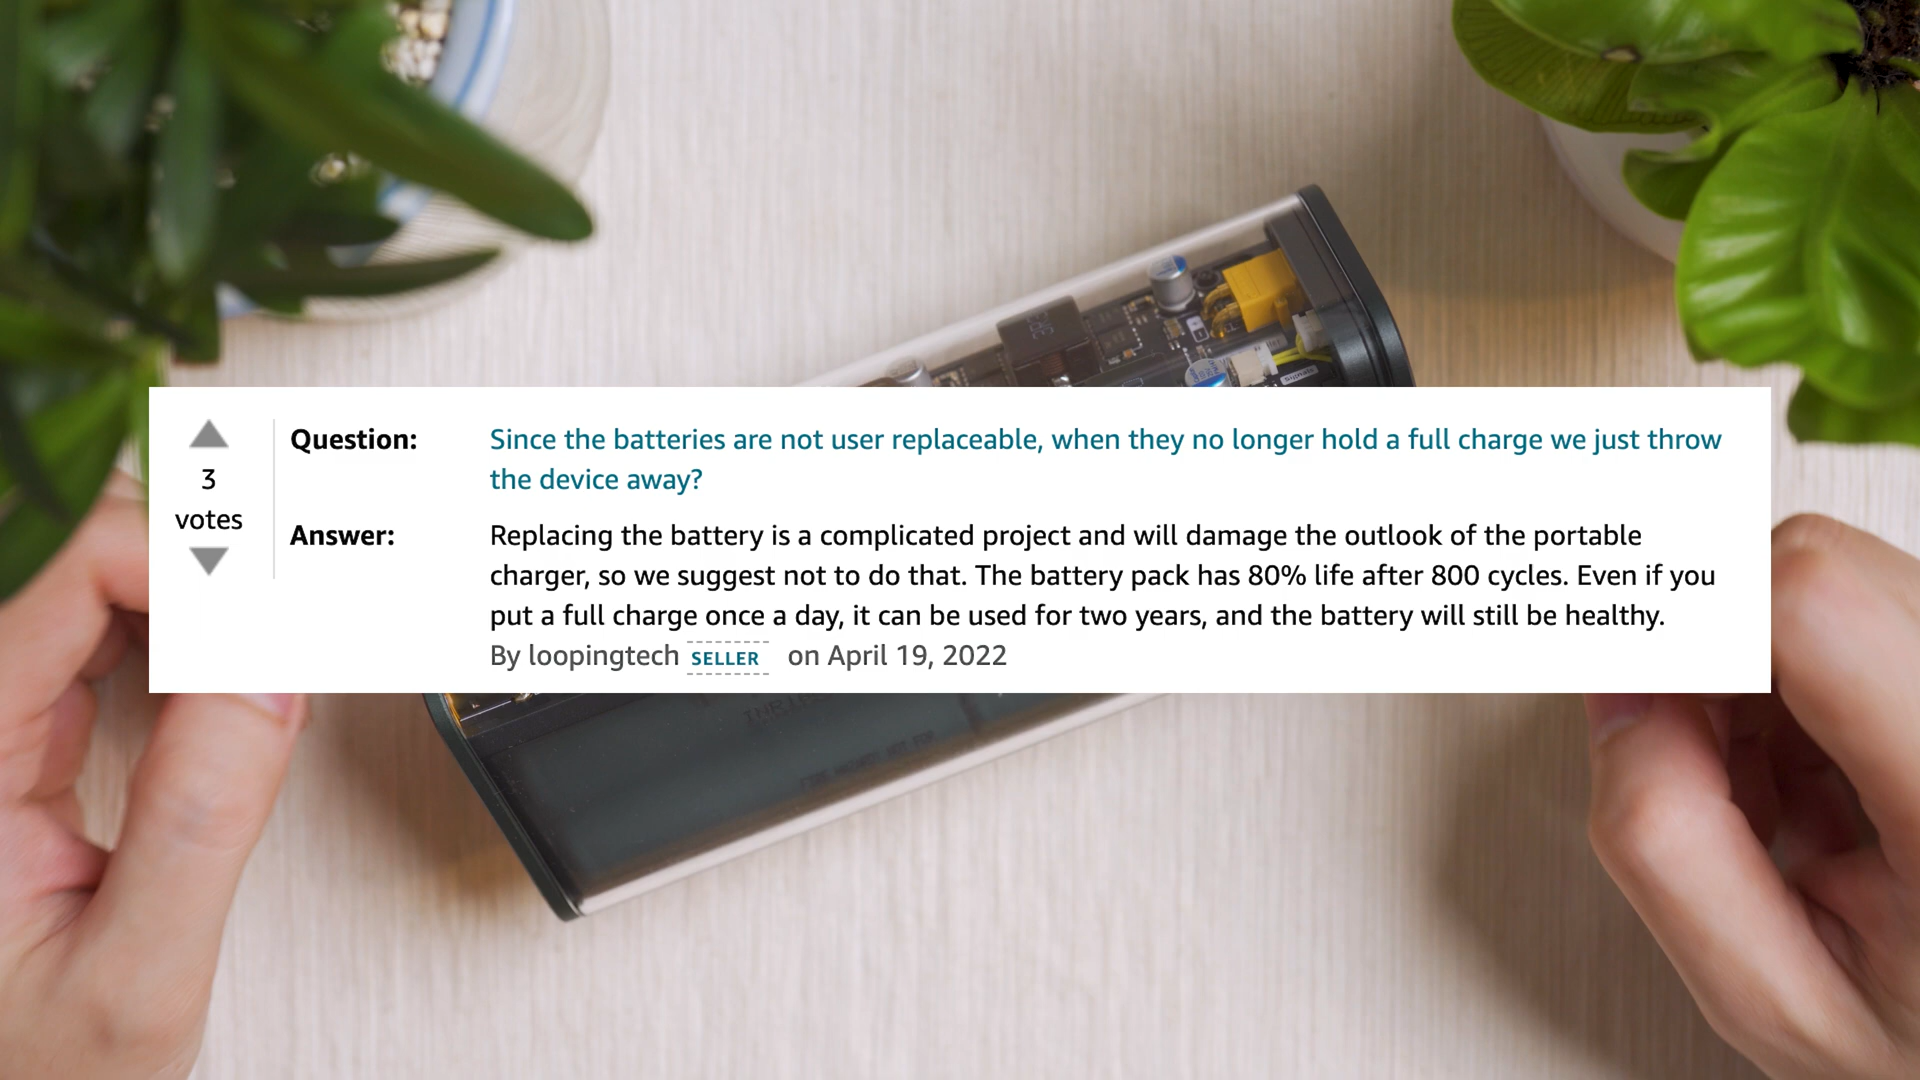 3
votes
Question:
Since the batteries are not user replaceable, when they no longer hold a full charge we just throw
the device away?
Answer:
Replacing the battery is a complicated project and will damage the outlook of the portable
charger, so we suggest not to do that. The battery pack has 80% life after 800 cycles. Even if you
put a full charge once a day, it can be used for two years, and the battery will still be healthy.
By loopingtech SELLER on April 19, 2022